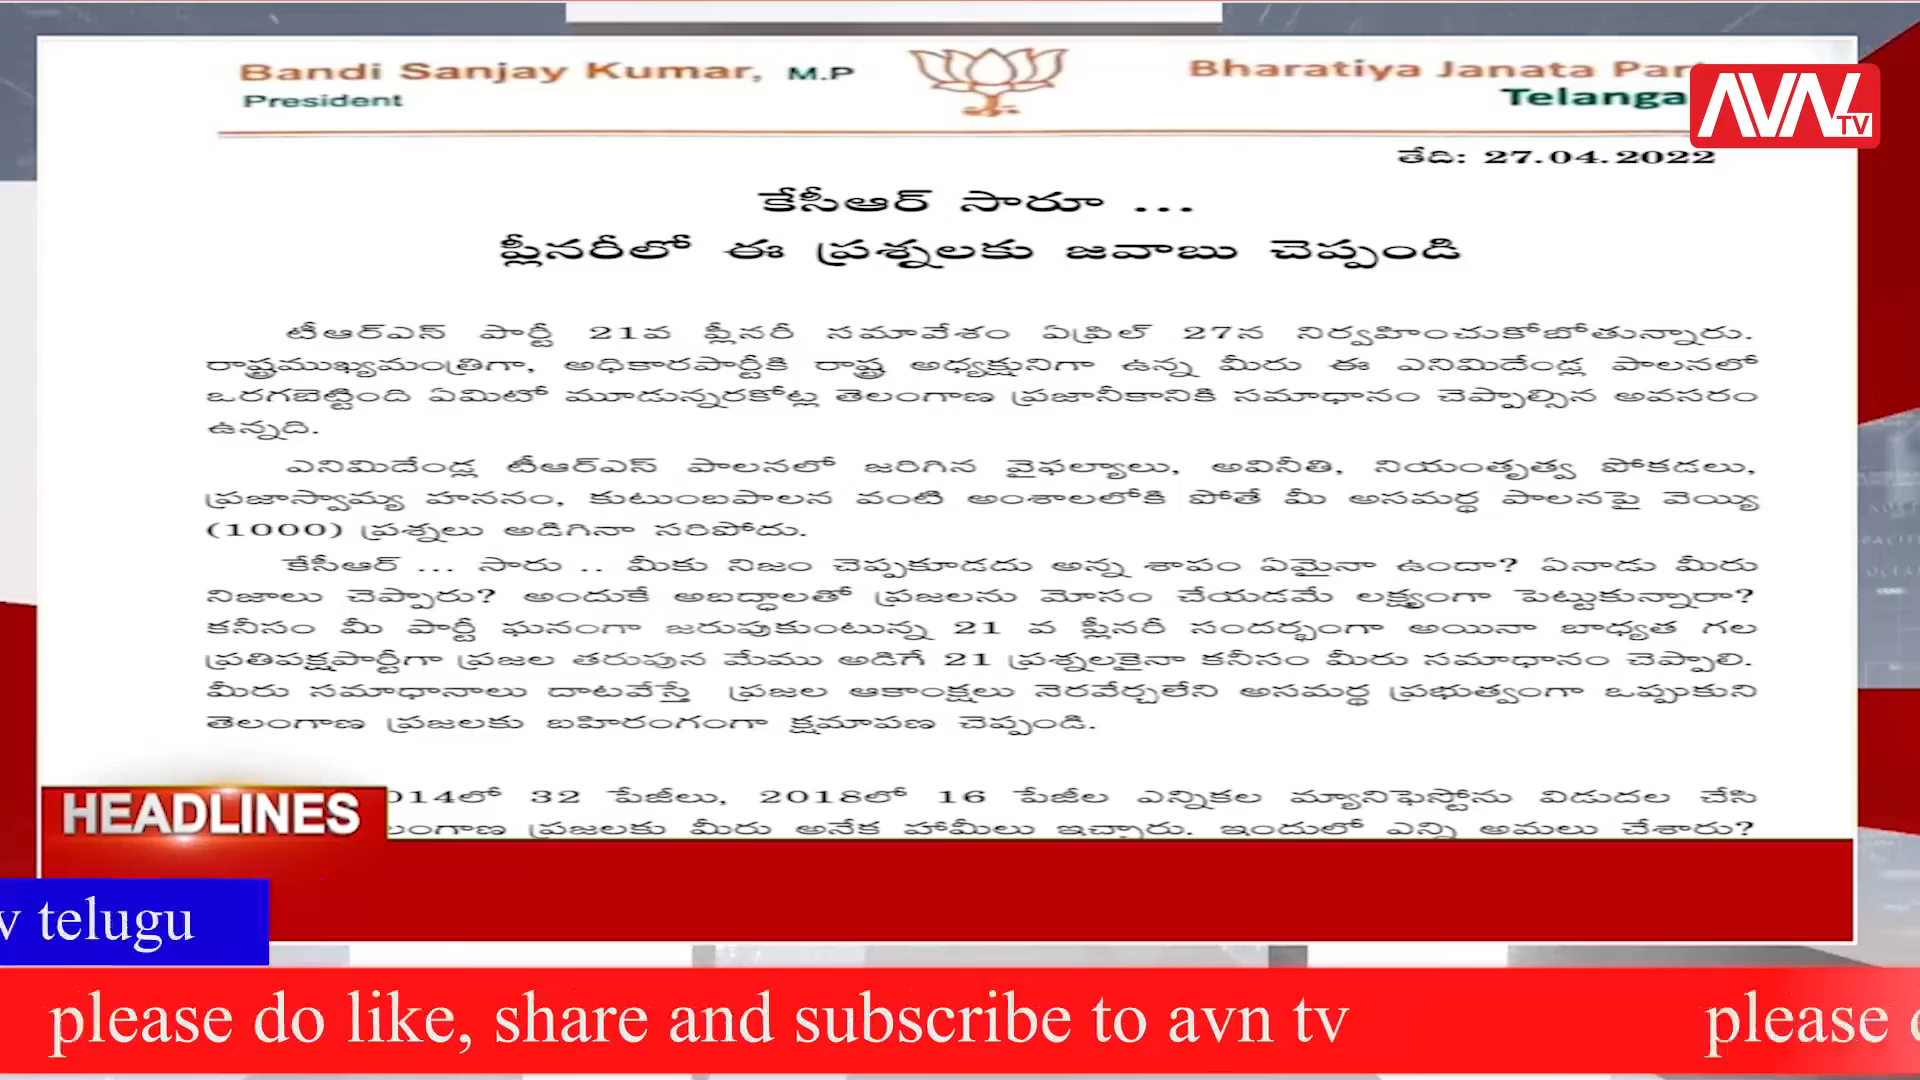 Bandi Sanjay Kumar, M.P
President
Bharatiya Janata Par
Telanga
AVN TV
తేది: 27.04.2022
కేసీఆర్ సారూ ...
ప్లీనరీలో ఈ ప్రశ్నలకు జవాబు చెప్పండి
టీఆర్ఎస్ పార్టీ 21వ ప్లీనరీ సమావేశం ఏప్రిల్ 27న నిర్వహించుకోబోతున్నారు.
రాష్ట్రముఖ్యమంత్రిగా, అధికారపార్టీకి రాష్ట్ర అధ్యక్షునిగా ఉన్న మీరు ఈ ఎనిమిదేండ్ల పాలనలో
ఒరగబెట్టింది ఏమిటో మూడున్నరకోట్ల తెలంగాణ ప్రజానీకానికి సమాధానం చెప్పాల్సిన అవసరం
ఉన్నది.
ఎనిమిదేండ్ల టీఆర్ఎస్ పాలనలో జరిగిన వైఫల్యాలు, అవినీతి, నియంతృత్వ పోకడలు,
ప్రజాస్వామ్య హననం, కుటుంబపాలన వంటి అంశాలలోకి పోతే మీ అసమర్థ పాలనపై వెయ్యి
(1000) ప్రశ్నలు అడిగినా సరిపోదు.
కేసీఆర్ ... సారు .. మీకు నిజం చెప్పకూడదు అన్న శాపం ఏమైనా ఉందా? ఏనాడు మీరు
నిజాలు చెప్పారు? అందుకే అబద్ధాలతో ప్రజలను మోసం చేయడమే లక్ష్యంగా పెట్టుకున్నారా?
కనీసం మీ పార్టీ ఘనంగా జరుపుకుంటున్న 21 వ ప్లీనరీ సందర్భంగా అయినా బాధ్యత గల
ప్రతిపక్షపార్టీగా ప్రజల తరుపున మేము అడిగే 21 ప్రశ్నలకైనా కనీసం మీరు సమాధానం చెప్పాలి.
మీరు సమాధానాలు దాటవేస్తే ప్రజల ఆకాంక్షలు నెరవేర్చలేని అసమర్థ ప్రభుత్వంగా ఒప్పుకుని
తెలంగాణ ప్రజలకు బహిరంగంగా క్షమాపణ చెప్పండి.
014లో 32 పేజీలు, 2018లో 16 పేజీల ఎన్నికల మ్యానిఫెస్టోను విడుదల చేసి
లంగాణ ప్రజలకు మీరు అనేక హామీలు ఇచ్చారు. ఇందులో ఎన్ని అమలు చేశారు?
HEADLINES
v telugu
please do like, share and subscribe to avn tv
please